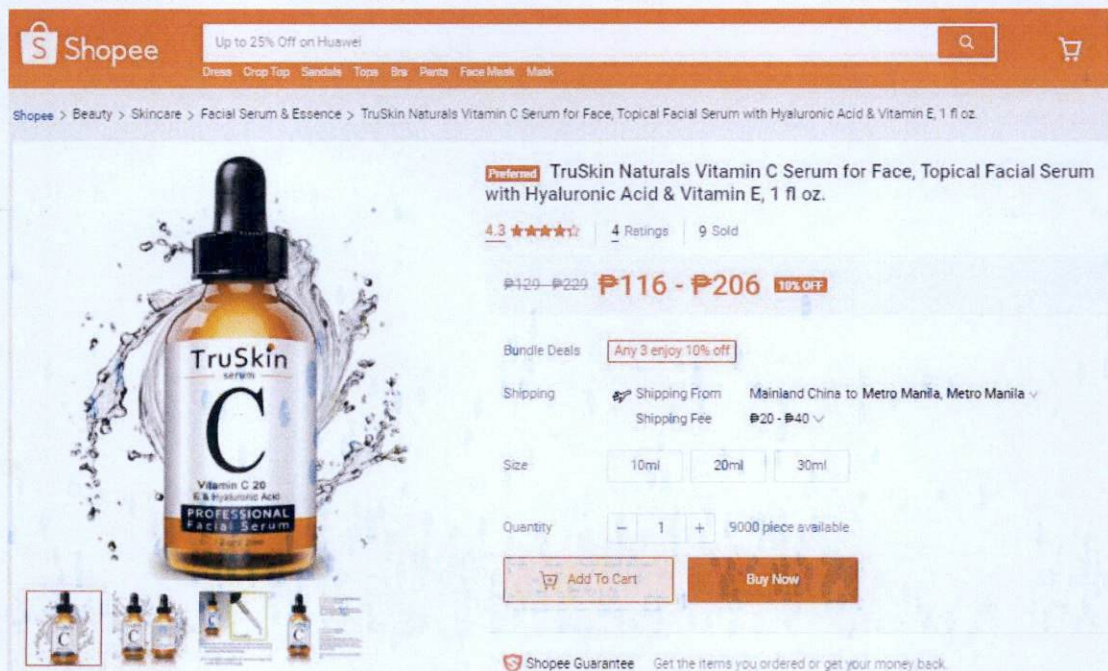 Shopee
Up to 25% Off on Huawei
Dress Crop Top Sandals Tops Bra Pants Face Mask Mask
Shopee > Beauty > Skincare > Facial Serum & Essence > TruSkin Naturals Vitamin C Serum for Face, Topical Facial Serum with Hyaluronic Acid & Vitamin E, 1 fl oz.
Preferred TruSkin Naturals Vitamin C Serum for Face, Topical Facial Serum
with Hyaluronic Acid & Vitamin E, 1 fl oz.
4.3 4 Ratings 9 Sold
₱129 - ₱229 ₱116 - ₱206 10% OFF
Bundle Deals Any 3 enjoy 10% off
Shipping Shipping From Mainland China to Metro Manila, Metro Manila
Shipping Fee ₱20 - ₱40
Size 10ml 20ml 30ml
Quantity - 1 + 9000 piece available
Add To Cart Buy Now
Shopee Guarantee Get the items you ordered or get your money back.
TruSkin
serum
C
Vitamin C 20
E & Hyaluronic Acid
PROFESSIONAL
Facial Serum